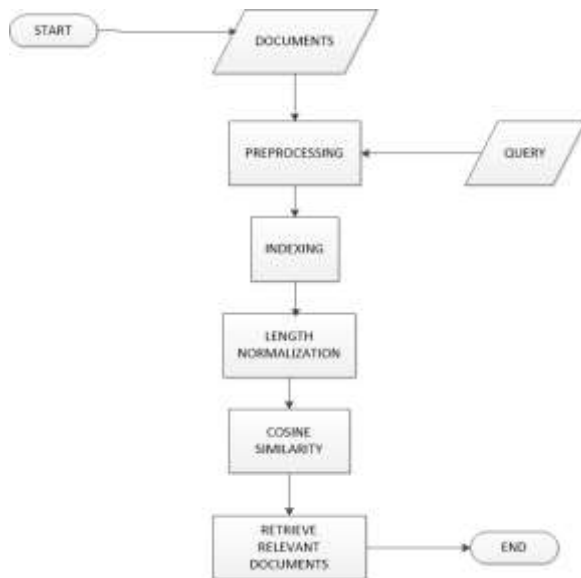 START
DOCUMENTS
PREPROCESSING
QUERY
INDEXING
LENGTH
NORMALIZATION
COSINE
SIMILARITY
RETRIEVE
RELEVANT
DOCUMENTS
END